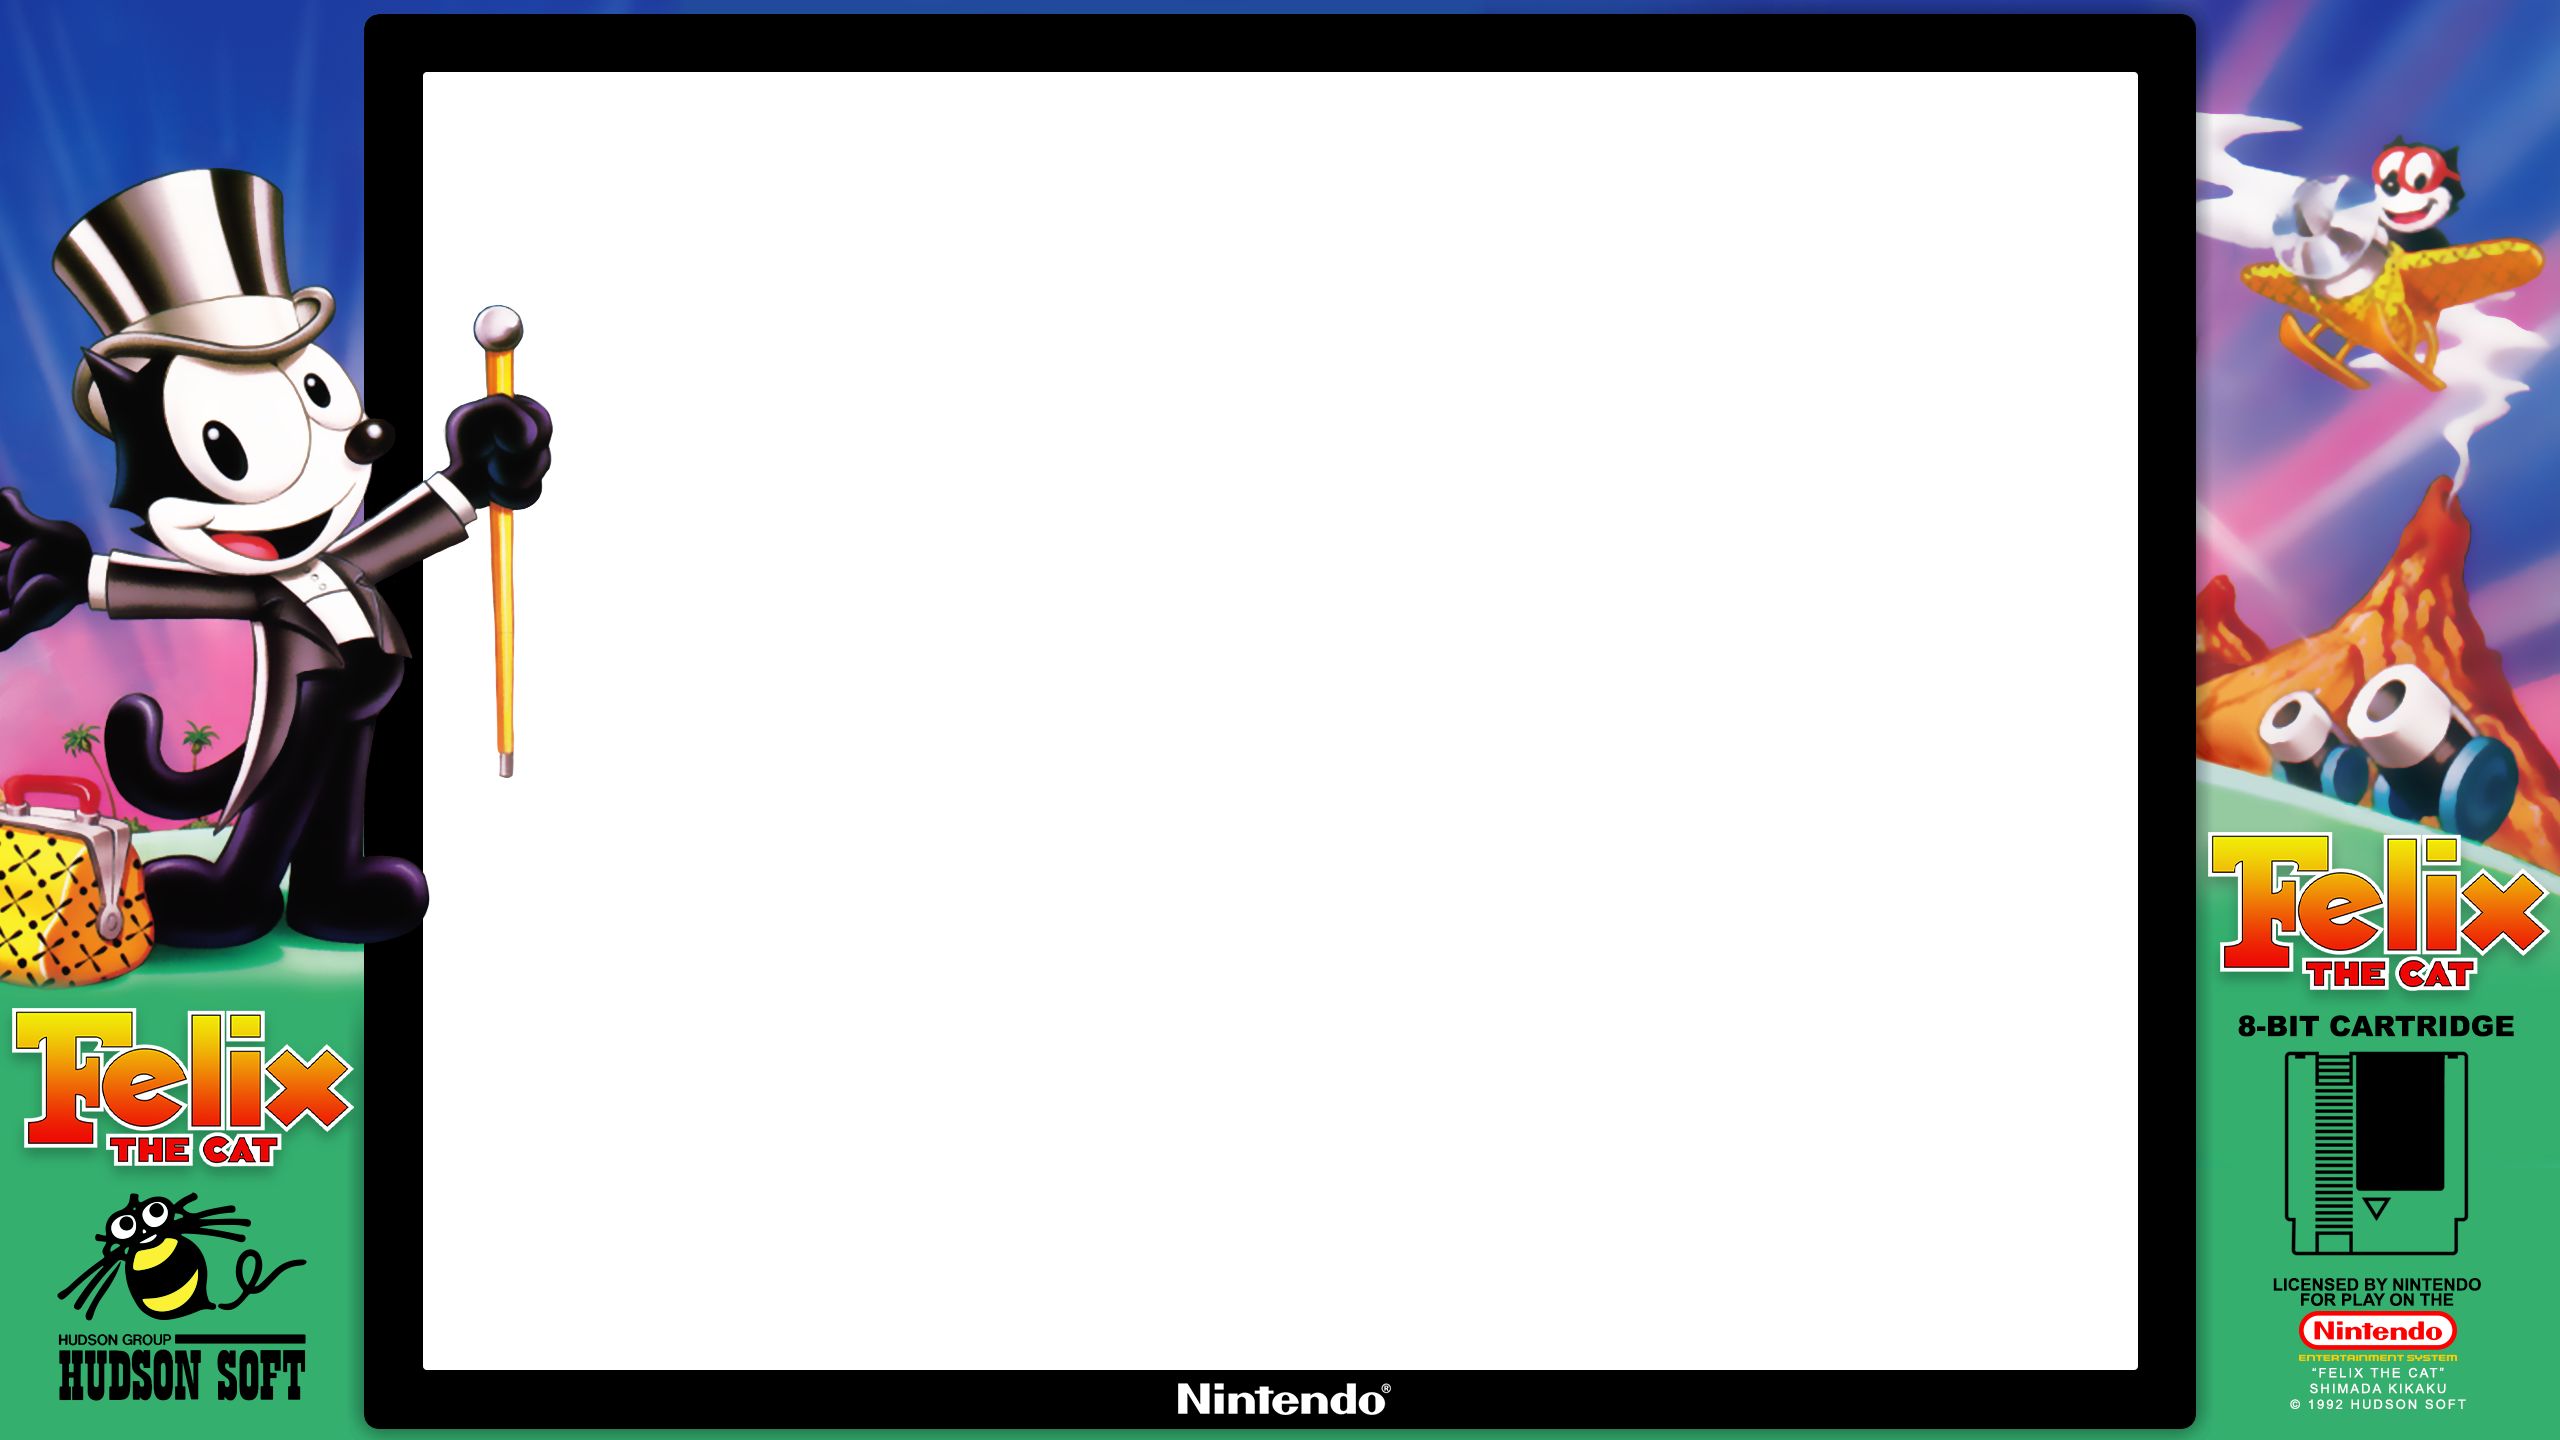 Felix
THE CAT
HUDSON GROUP
HUDSON SOFT
Nintendo®
Felix
THE CAT
8-BIT CARTRIDGE
LICENSED BY NINTENDO
FOR PLAY ON THE
Nintendo
ENTERTAINMENT SYSTEM
“FELIX THE CAT”
SHIMADA KIKAKU
© 1992 HUDSON SOFT